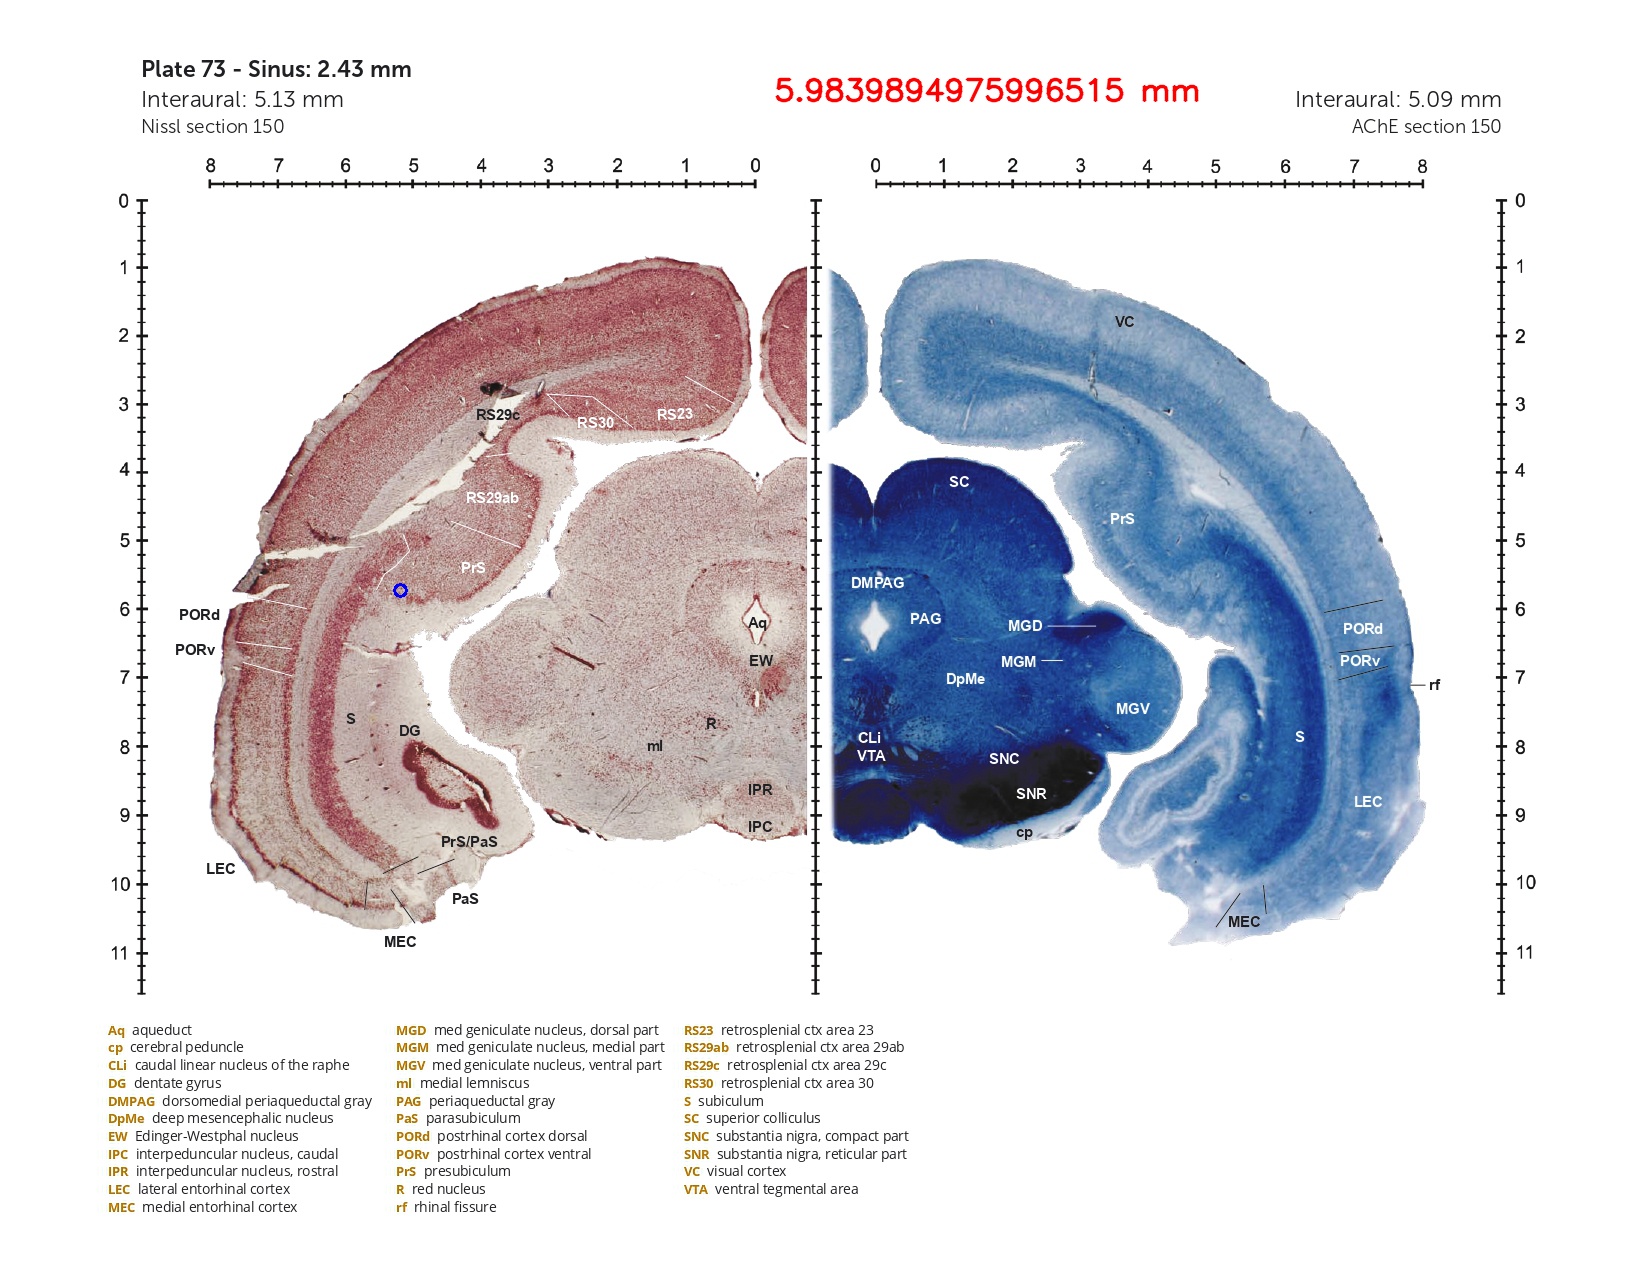 Plate 73 - Sinus: 2.43 mm
Interaural: 5.13 mm
Nissl section 150
5.9839894975996515 mm
Interaural: 5.09 mm
AChE section 150
8 7 6 5 4 3 2 1 0
0 1 2 3 4 5 6 7 8
0
1
2
3
4
5
6
7
8
9
10
11
RS29c
RS30
RS23
RS29ab
PrS
PORd
PORv
Aq
EW
S
DG
R
ml
IPR
IPC
PrS/PaS
LEC
PaS
MEC
VC
SC
PrS
DMPAG
PAG
MGD
MGM
DpMe
MGV
PORd
PORv
rf
CLi
VTA
SNC
S
SNR
LEC
cp
MEC
0
1
2
3
4
5
6
7
8
9
10
11
Aq aqueduct
cp cerebral peduncle
CLi caudal linear nucleus of the raphe
DG dentate gyrus
DMPAG dorsomedial periaqueductal gray
DpMe deep mesencephalic nucleus
EW Edinger-Westphal nucleus
IPC interpeduncular nucleus, caudal
IPR interpeduncular nucleus, rostral
LEC lateral entorhinal cortex
MEC medial entorhinal cortex
MGD med geniculate nucleus, dorsal part
MGM med geniculate nucleus, medial part
MGV med geniculate nucleus, ventral part
ml medial lemniscus
PAG periaqueductal gray
PaS parasubiculum
PORd postrhinal cortex dorsal
PORv postrhinal cortex ventral
PrS presubiculum
R red nucleus
rf rhinal fissure
RS23 retrosplenial ctx area 23
RS29ab retrosplenial ctx area 29ab
RS29c retrosplenial ctx area 29c
RS30 retrosplenial ctx area 30
S subiculum
SC superior colliculus
SNC substantia nigra, compact part
SNR substantia nigra, reticular part
VC visual cortex
VTA ventral tegmental area